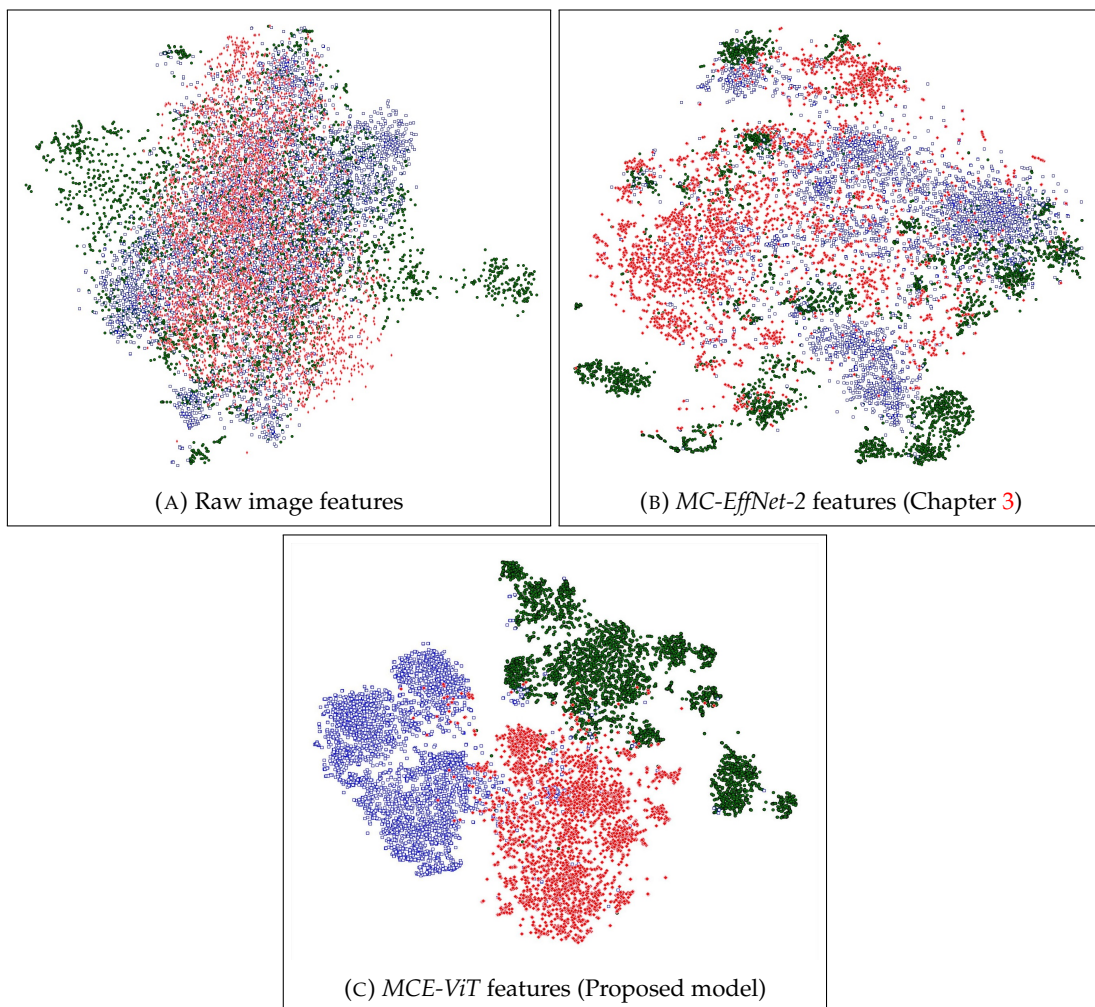 (A) Raw image features
(B) MC-EffNet-2 features (Chapter 3)
(C) MCE-ViT features (Proposed model)